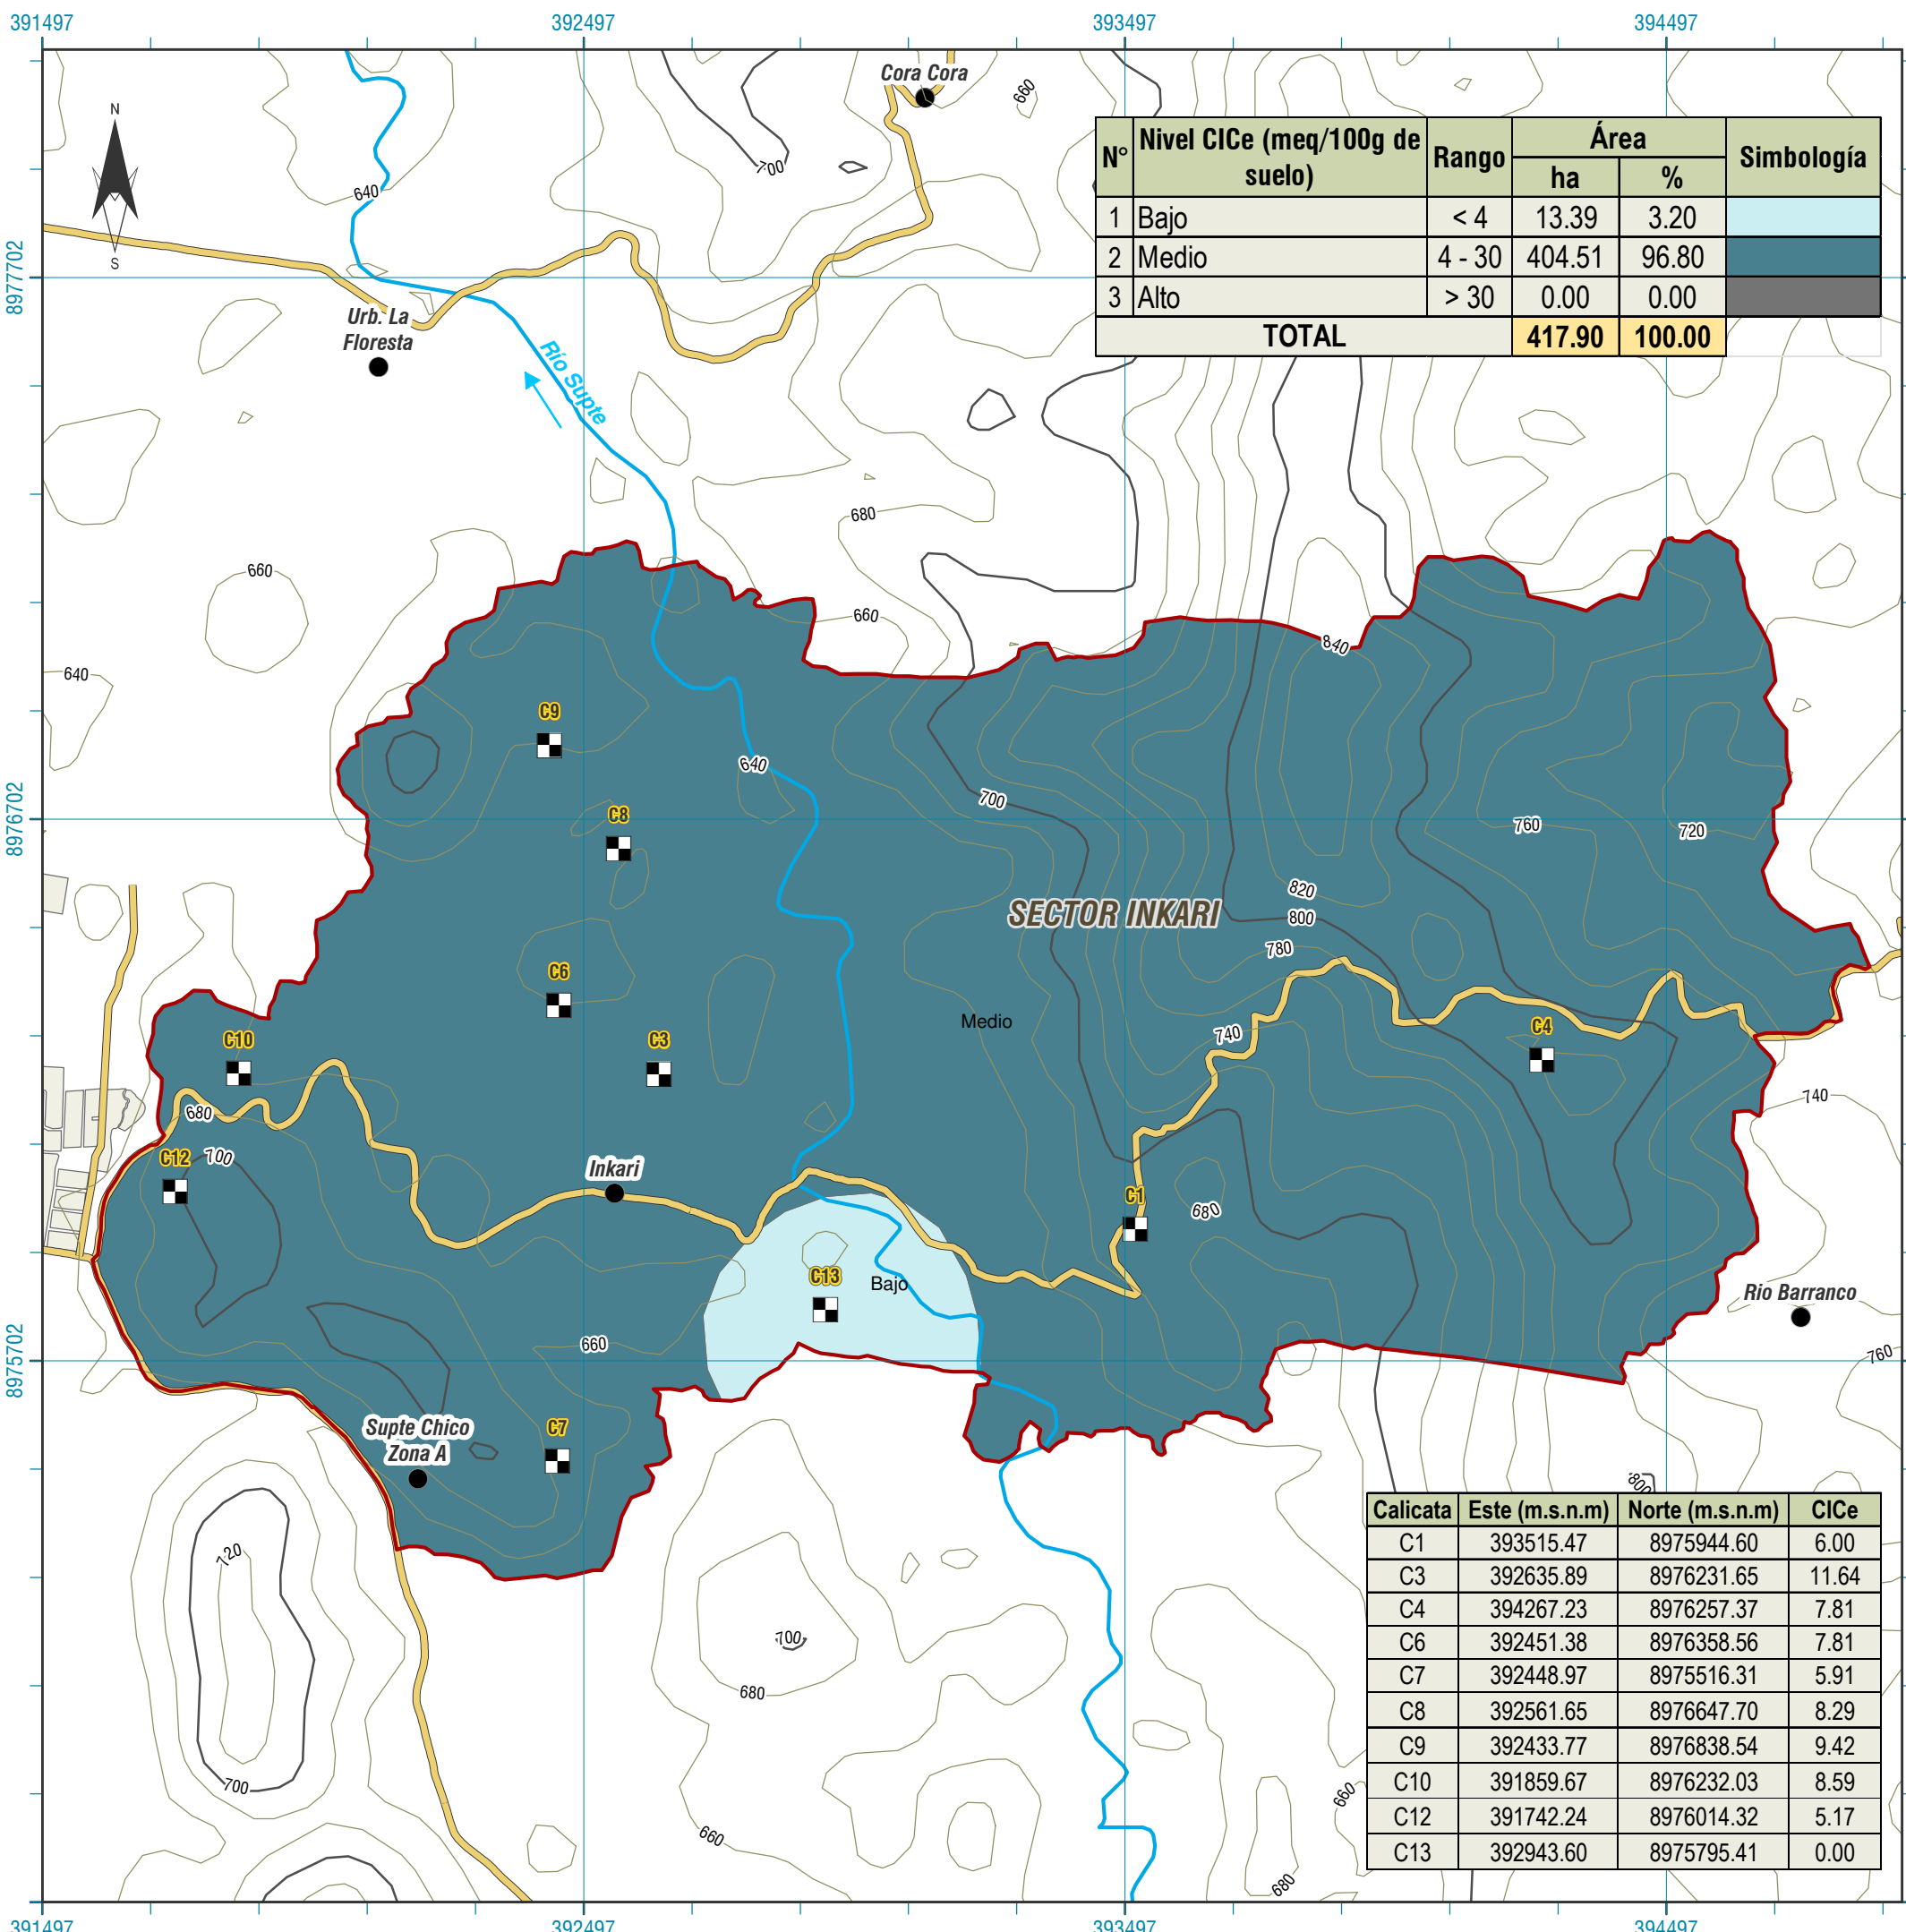 391497 392497 393497 394497
Cora Cora
660
N
S
700
640
N° Nivel CICe (meq/100g de suelo) Rango Área Simbología
ha %
1 Bajo < 4 13.39 3.20
2 Medio 4 - 30 404.51 96.80
3 Alto > 30 0.00 0.00
TOTAL 417.90 100.00
8977702
Urb. La
Floresta
Río Supte
680
660
660
840
640
C9
640
700
C8
760
720
8976702
820
SECTOR INKARI
800
780
C6
Medio
C10
C3
740
C4
680
740
C12
700
Inkari
C1
680
C13
Bajo
Rio Barranco
660
760
8975702
Supte Chico
Zona A
C7
800
720
700
680
700
660
660
680
Calicata Este (m.s.n.m) Norte (m.s.n.m) CICe
C1 393515.47 8975944.60 6.00
C3 392635.89 8976231.65 11.64
C4 394267.23 8976257.37 7.81
C6 392451.38 8976358.56 7.81
C7 392448.97 8975516.31 5.91
C8 392561.65 8976647.70 8.29
C9 392433.77 8976838.54 9.42
C10 391859.67 8976232.03 8.59
C12 391742.24 8976014.32 5.17
C13 392943.60 8975795.41 0.00
391497 392497 393497 394497